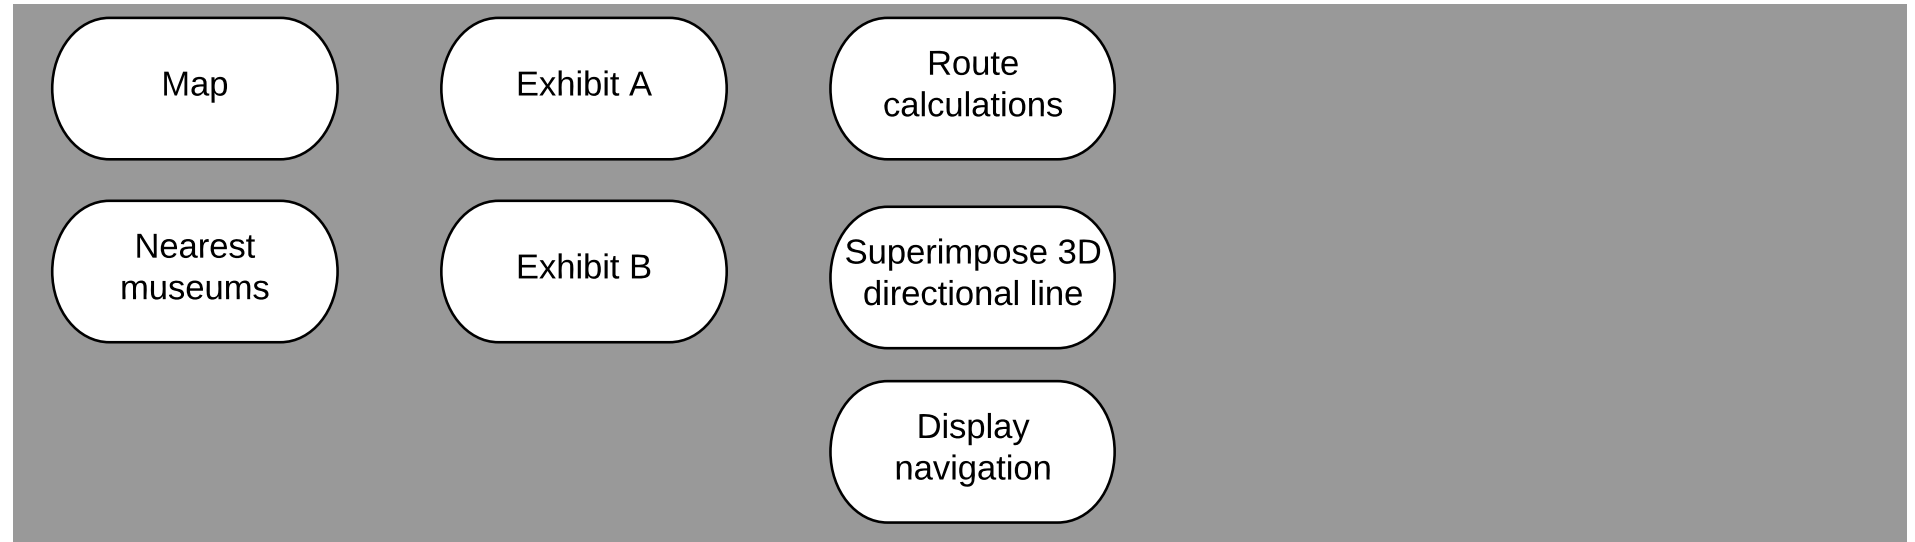 Map
Exhibit A
Route
calculations
Nearest
museums
Exhibit B
Superimpose 3D
directional line
Display
navigation